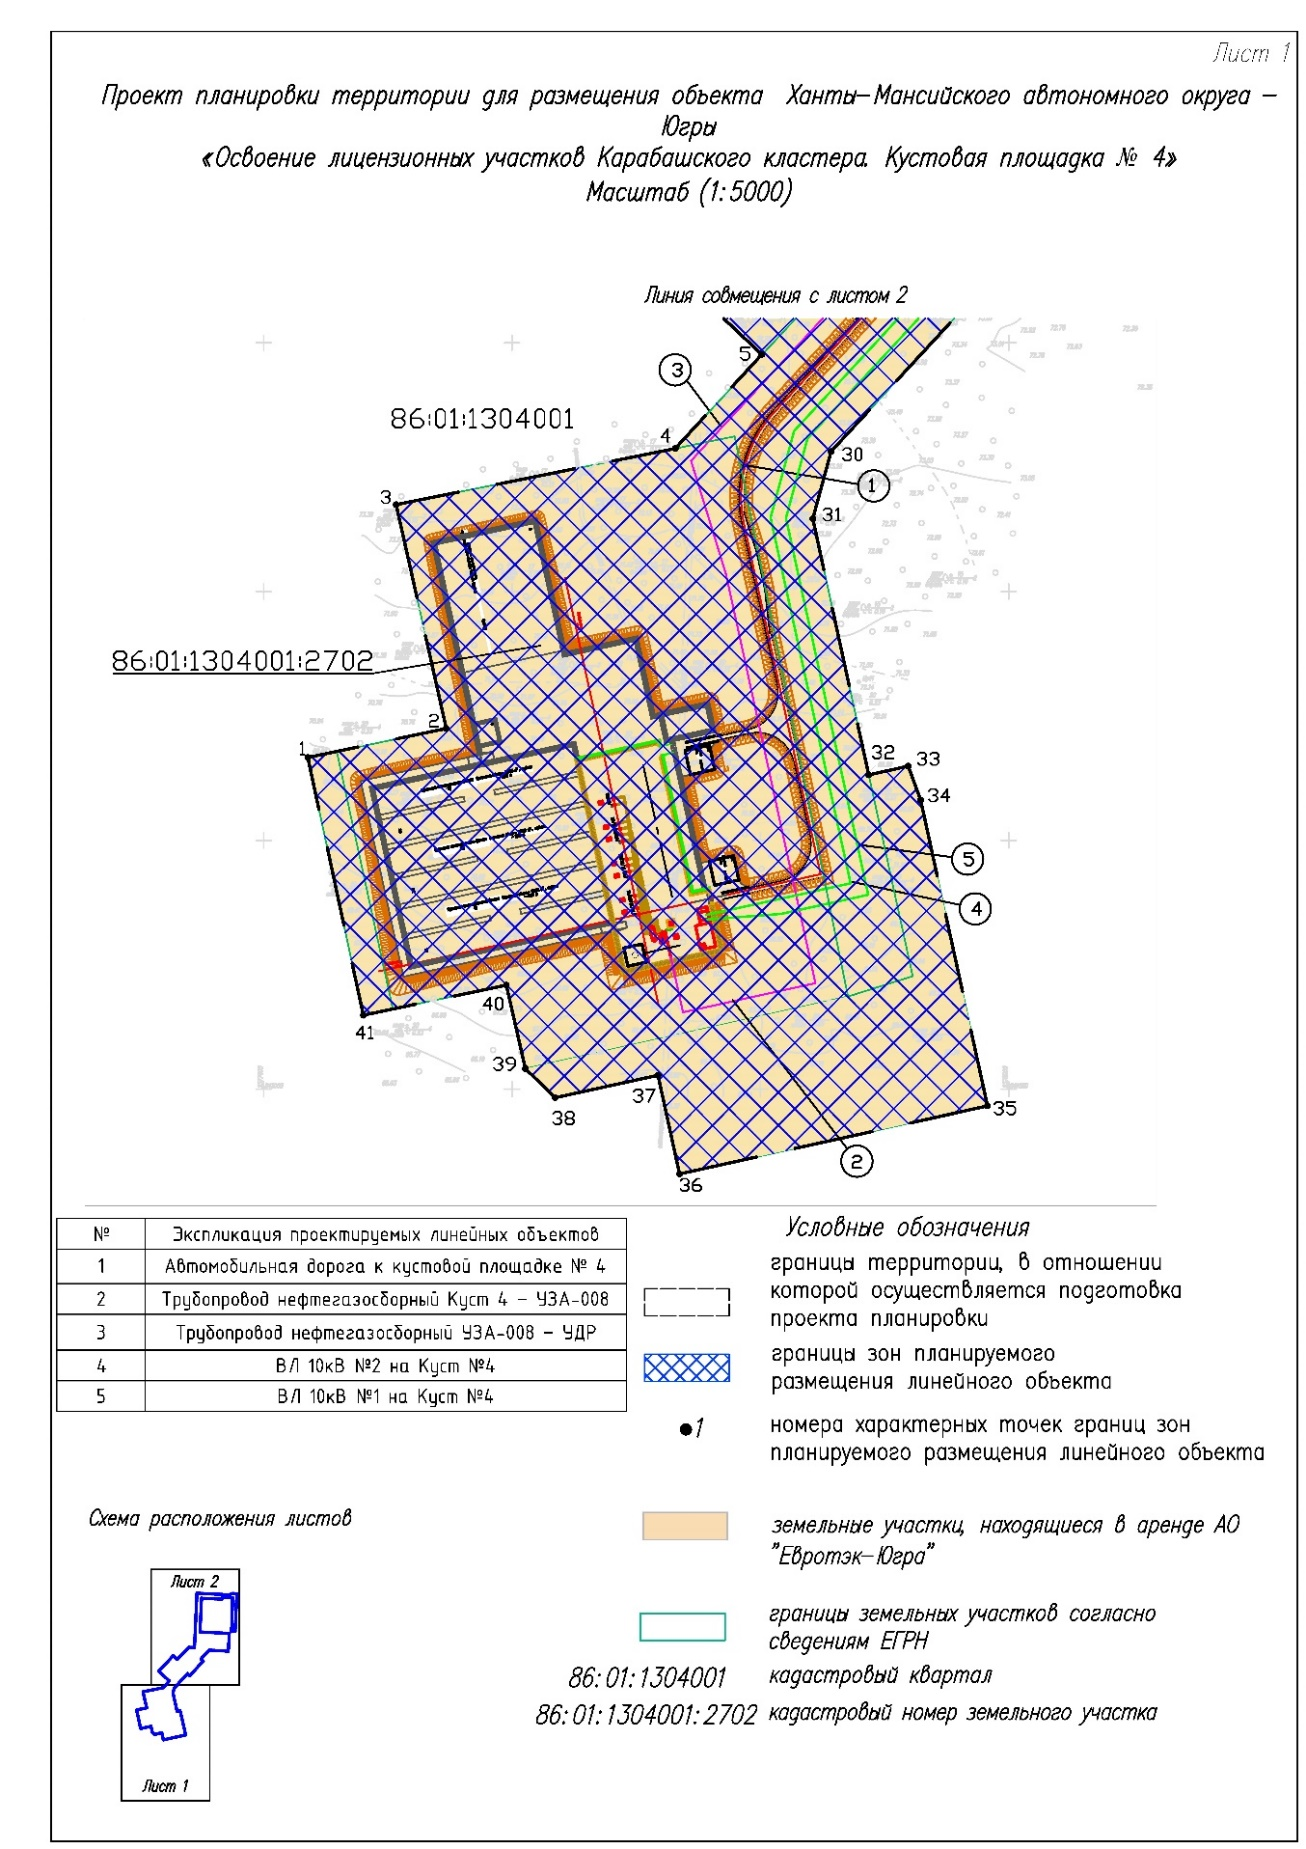 Лист 1
Проект планировки территории для размещения объекта Ханты-Мансийского автономного округа –
Югры
«Освоение лицензионных участков Карабашского кластера. Кустовая площадка № 4»
Масштаб (1:5000)
Линия совмещения с листом 2
5
3
86:01:1304001
4
30
1
3
31
86:01:1304001:2702
2
1
32
33
34
5
4
40
41
39
37
38
35
2
36
№ Экспликация проектируемых линейных объектов
1 Автомобильная дорога к кустовой площадке № 4
2 Трубопровод нефтегазосборный Куст 4 – УЗА-008
3 Трубопровод нефтегазосборный УЗА-008 – УДР
4 ВЛ 10кВ №2 на Куст №4
5 ВЛ 10кВ №1 на Куст №4
Условные обозначения
границы территории, в отношении
которой осуществляется подготовка
проекта планировки
границы зон планируемого
размещения линейного объекта
1
номера характерных точек границ зон
планируемого размещения линейного объекта
земельные участки, находящиеся в аренде АО
"Евротэк-Югра"
границы земельных участков согласно
сведениям ЕГРН
86:01:1304001 кадастровый квартал
86:01:1304001:2702 кадастровый номер земельного участка
Схема расположения листов
Лист 2
Лист 1